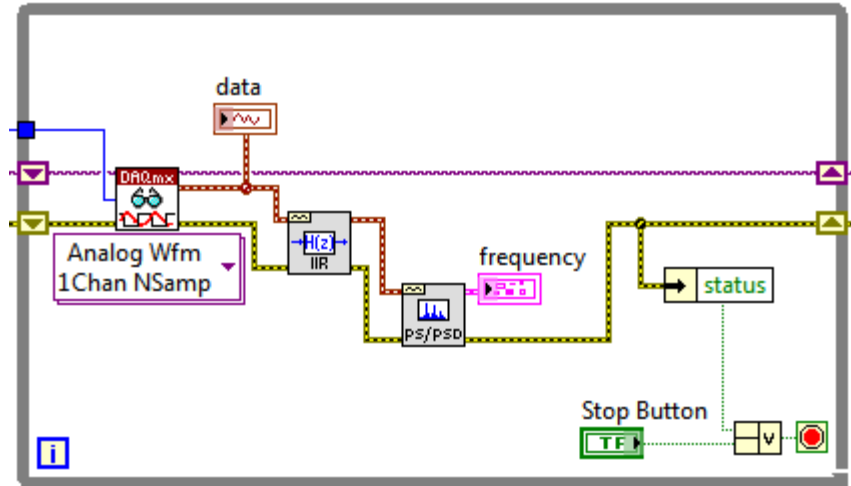 data
DAQmx
Analog Wfm
1Chan NSamp
H(z)
IIR
frequency
PS/PSD
status
Stop Button
TF
V
i